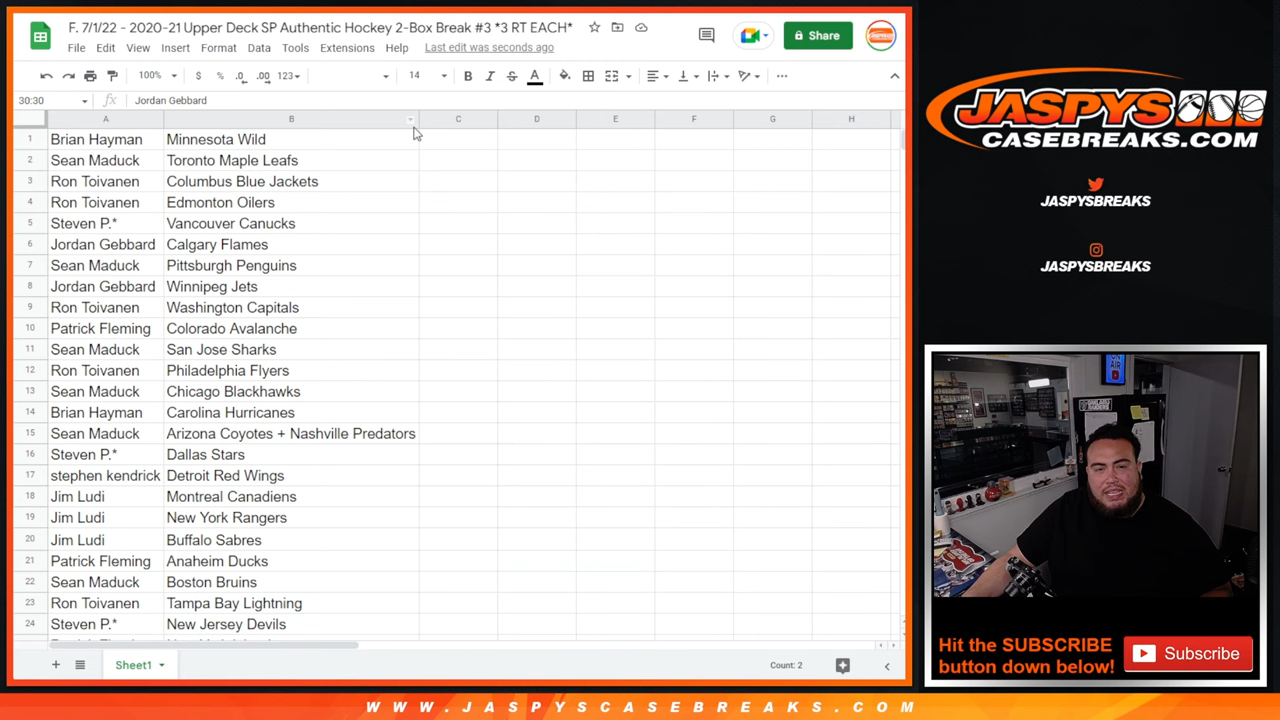 F. 7/1/22 - 2020-21 Upper Deck SP Authentic Hockey 2-Box Break #3 *3 RT EACH*
File Edit View Insert Format Data Tools Extensions Help Last edit was seconds ago
Share
100% $ % .0 .00 123 14 B I S A
30:30 fx Jordan Gebbard
A B C D E F G H
1 Brian Hayman Minnesota Wild
2 Sean Maduck Toronto Maple Leafs
3 Ron Toivanen Columbus Blue Jackets
4 Ron Toivanen Edmonton Oilers
5 Steven P.* Vancouver Canucks
6 Jordan Gebbard Calgary Flames
7 Sean Maduck Pittsburgh Penguins
8 Jordan Gebbard Winnipeg Jets
9 Ron Toivanen Washington Capitals
10 Patrick Fleming Colorado Avalanche
11 Sean Maduck San Jose Sharks
12 Ron Toivanen Philadelphia Flyers
13 Sean Maduck Chicago Blackhawks
14 Brian Hayman Carolina Hurricanes
15 Sean Maduck Arizona Coyotes + Nashville Predators
16 Steven P.* Dallas Stars
17 stephen kendrick Detroit Red Wings
18 Jim Ludi Montreal Canadiens
19 Jim Ludi New York Rangers
20 Jim Ludi Buffalo Sabres
21 Patrick Fleming Anaheim Ducks
22 Sean Maduck Boston Bruins
23 Ron Toivanen Tampa Bay Lightning
24 Steven P.* New Jersey Devils
Sheet1
Count: 2
JASPYS
CASEBREAKS.COM
JASPYSBREAKS
JASPYSBREAKS
Hit the SUBSCRIBE
button down below!
Subscribe
WWW.JASPYSCASEBREAKS.COM